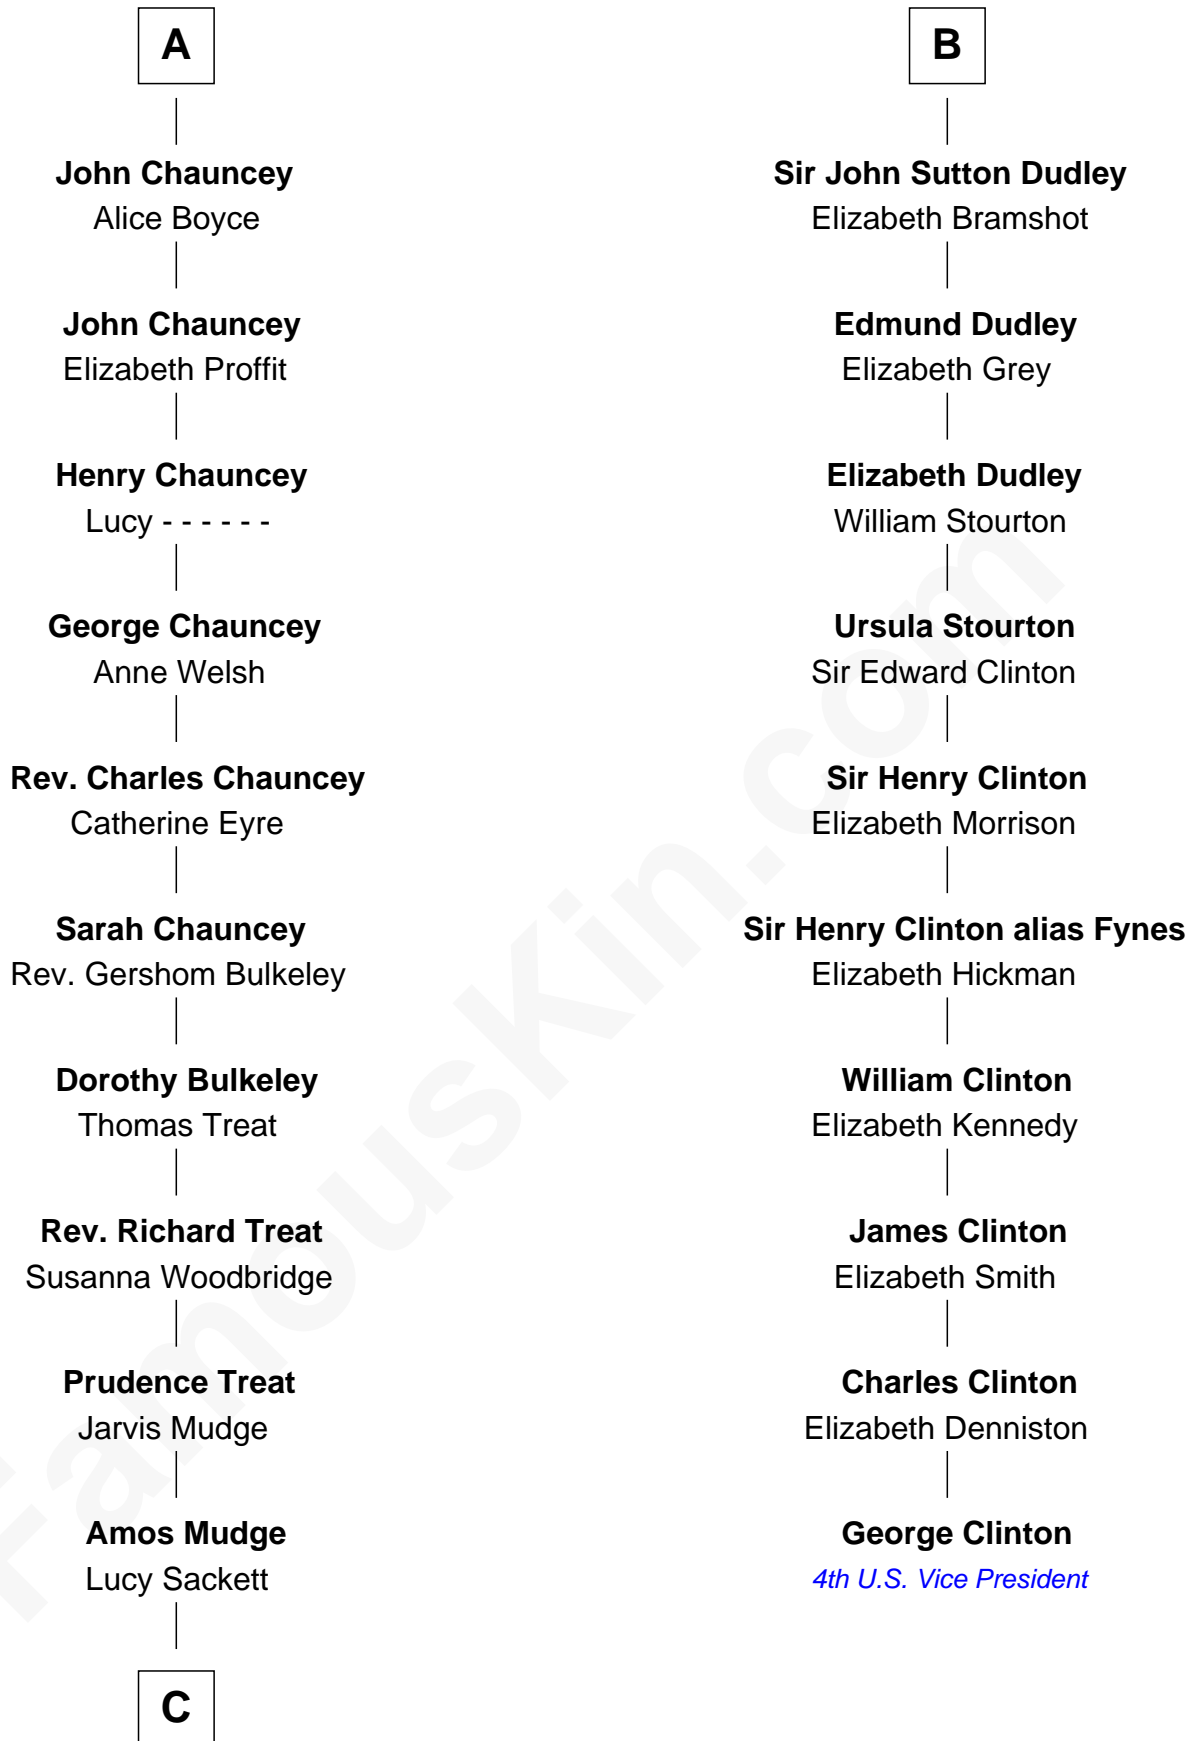 A
John Chauncey
Alice Boyce
John Chauncey
Elizabeth Proffit
Henry Chauncey
Lucy - - - - - -
George Chauncey
Anne Welsh
Rev. Charles Chauncey
Catherine Eyre
Sarah Chauncey
Rev. Gershom Bulkeley
Dorothy Bulkeley
Thomas Treat
Rev. Richard Treat
Susanna Woodbridge
Prudence Treat
Jarvis Mudge
Amos Mudge
Lucy Sackett
C
B
Sir John Sutton Dudley
Elizabeth Bramshot
Edmund Dudley
Elizabeth Grey
Elizabeth Dudley
William Stourton
Ursula Stourton
Sir Edward Clinton
Sir Henry Clinton
Elizabeth Morrison
Sir Henry Clinton alias Fynes
Elizabeth Hickman
William Clinton
Elizabeth Kennedy
James Clinton
Elizabeth Smith
Charles Clinton
Elizabeth Denniston
George Clinton
4th U.S. Vice President
FamousKin.com